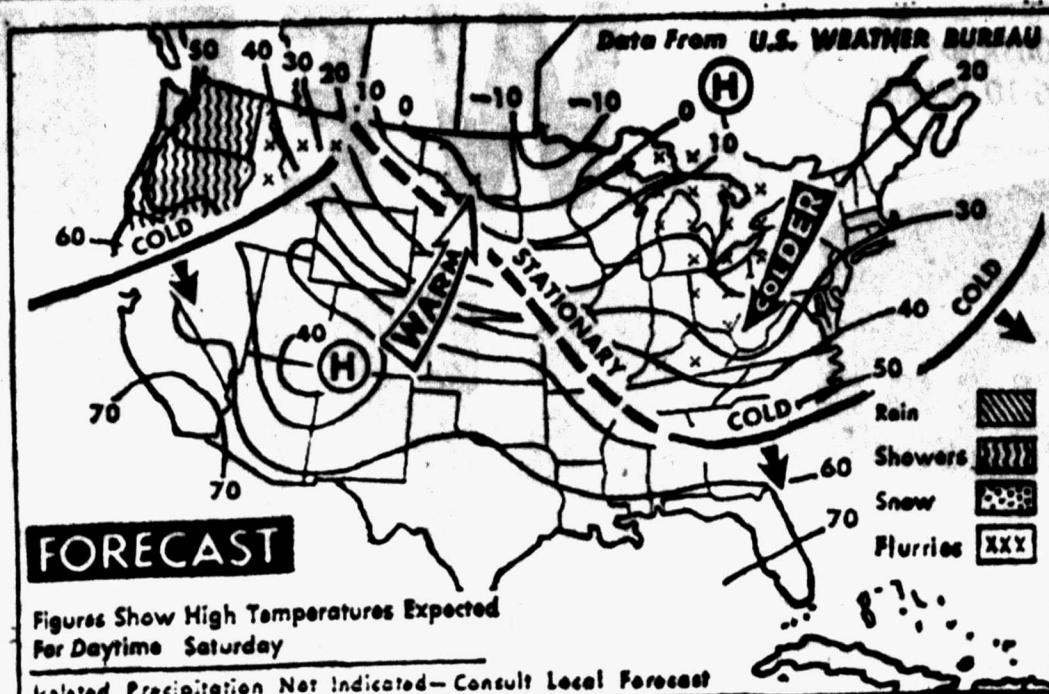 Data From U.S. WEATHER BUREAU
50 40 30 20 10 0 -10 -10 0 10 20
H
60
COLD
COLDER
30
STATIONARY
WARM
COLD
40
40
H
50
70
COLD
Rain
Showers
60
70
Snow
70
Flurries XXX
FORECAST
Figures Show High Temperatures Expected
For Daytime Saturday
Isolated Precipitation Not Indicated—Consult Local Forecast